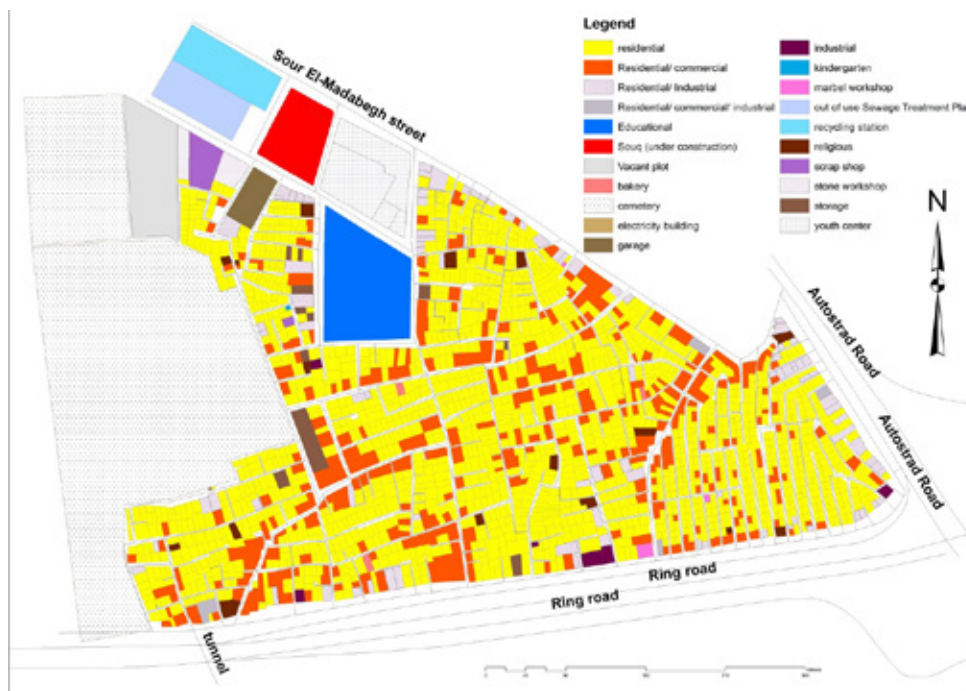 Legend
residential
Residential/ commercial
Residential/ Industrial
Residential/ commercial/ industrial
Educational
Souq (under construction)
Vacant plot
bakery
cemetery
electricity building
garage
industrial
kindergarten
marbel workshop
out of use Sewage Treatment Pla
recycling station
religious
scrap shop
stone workshop
storage
youth center
Sour El-Madabegh street
N
Autostrad Road
Autostrad Road
Ring road
Ring road
tunnel